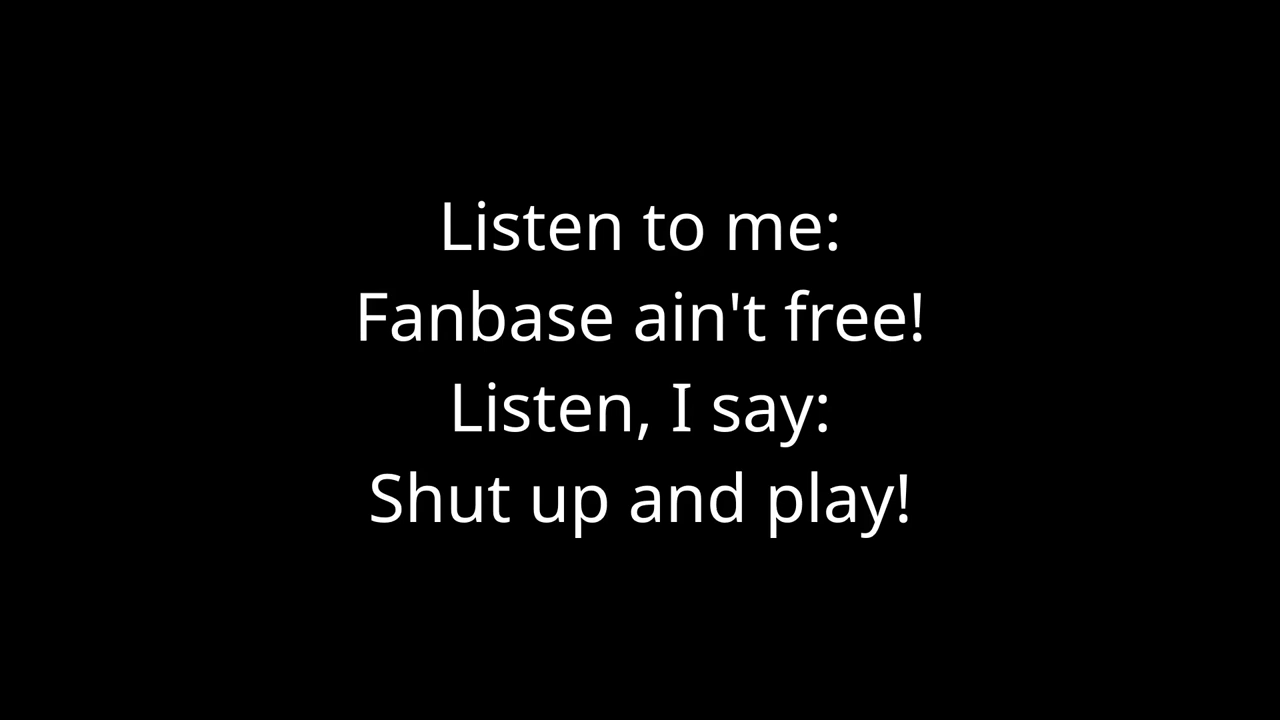 Listen to me:
Fanbase ain't free!
Listen, I say:
Shut up and play!